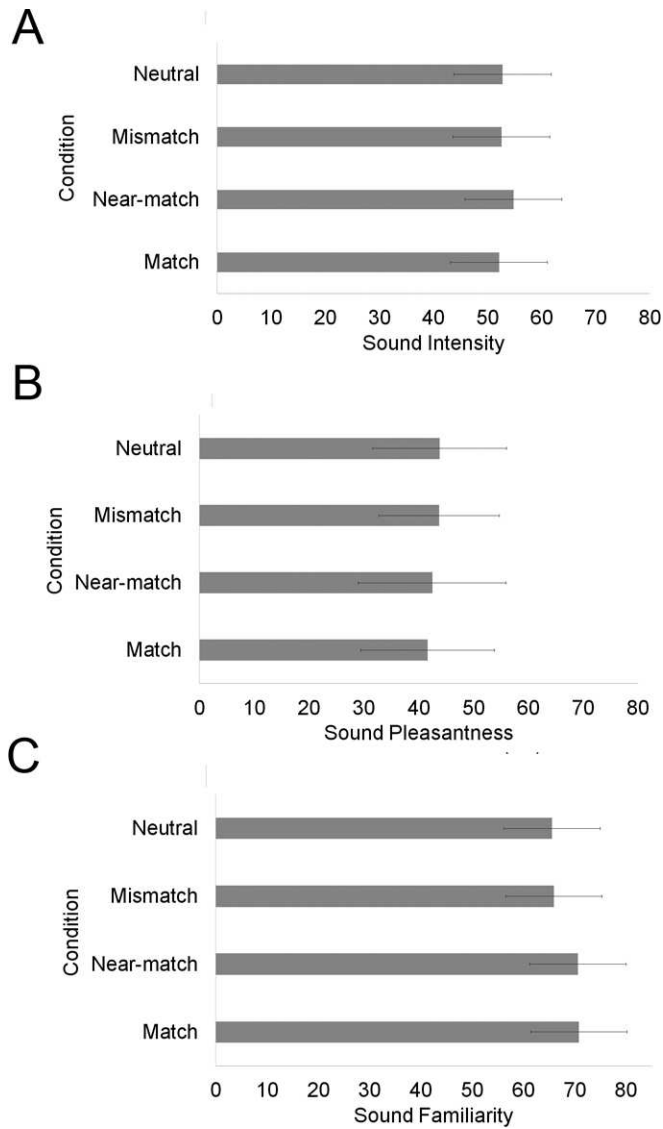 A
Condition
Neutral
Mismatch
Near-match
Match
0 10 20 30 40 50 60 70 80
Sound Intensity
B
Condition
Neutral
Mismatch
Near-match
Match
0 10 20 30 40 50 60 70 80
Sound Pleasantness
C
Condition
Neutral
Mismatch
Near-match
Match
0 10 20 30 40 50 60 70 80
Sound Familiarity